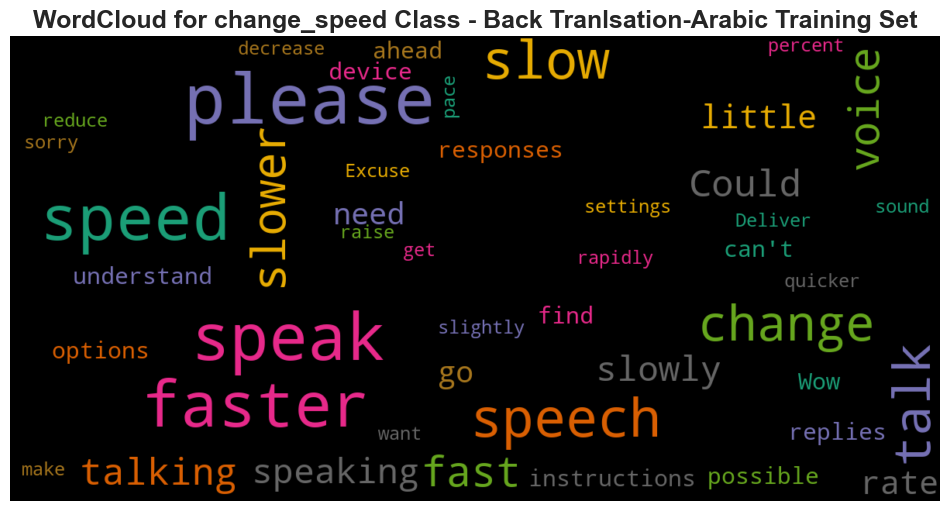 WordCloud for change_speed Class - Back Tranlsation-Arabic Training Set
decrease
ahead
slow
percent
device
please
pace
voice
reduce
little
sorry
slower
responses
Excuse
Could
speed
need
settings
Deliver
sound
raise
get
can't
understand
rapidly
quicker
speak
slightly
find
change
options
go
slowly
Wow
talk
faster
speech
want
replies
make
talking
speaking
fast
instructions
possible
rate